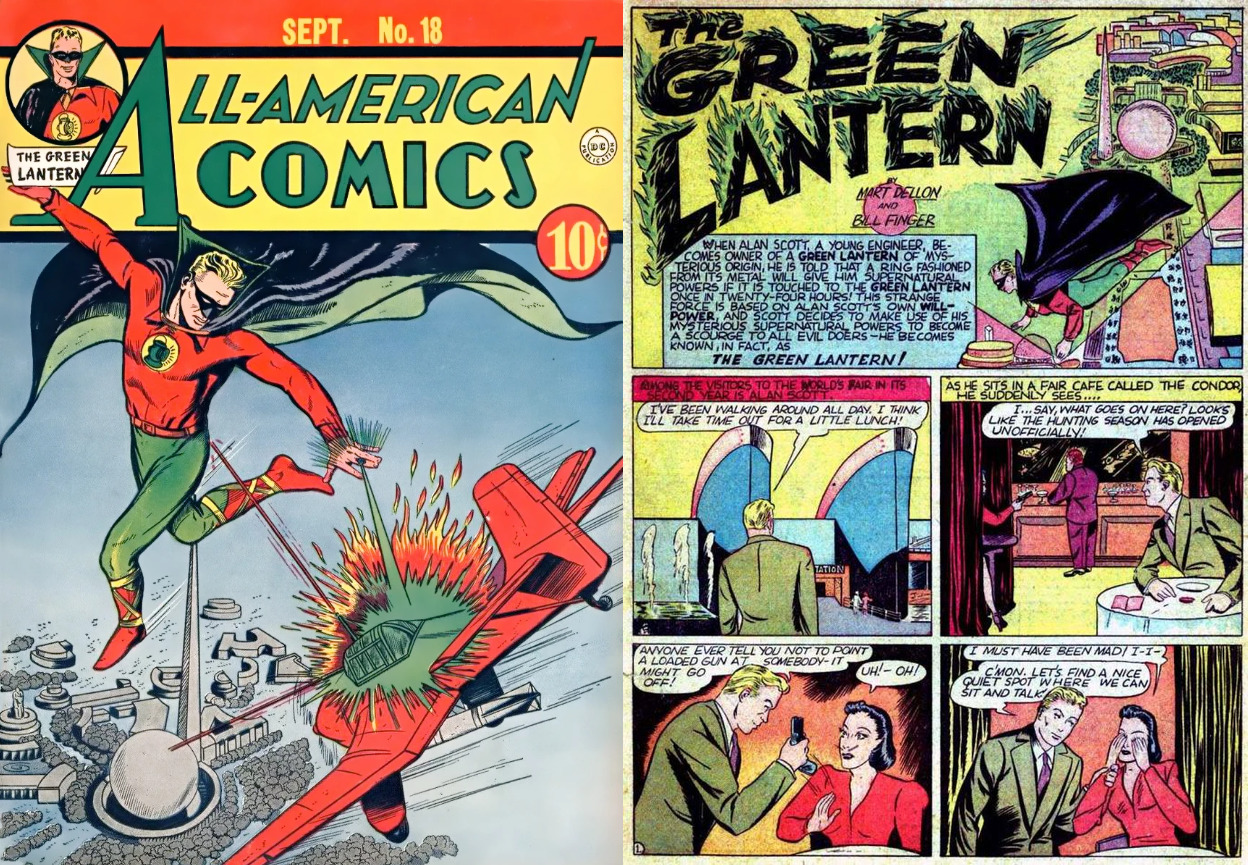 SEPT. No. 18
ALL-AMERICAN
COMICS
THE GREEN
LANTERN
A
DC
PUBLICATION
10¢
The
GREEN
LANTERN
BY
MART DELLON
AND
BILL FINGER
WHEN ALAN SCOTT, A YOUNG ENGINEER, BE-
COMES OWNER OF A GREEN LANTERN OF MYS-
TERIOUS ORIGIN, HE IS TOLD THAT A RING FASHIONED
FROM ITS METAL WILL GIVE HIM SUPERNATURAL
POWERS IF IT IS TOUCHED TO THE GREEN LANTERN
ONCE IN TWENTY-FOUR HOURS! THIS STRANGE
FORCE IS BASED ON ALAN SCOTT'S OWN WILL-
POWER, AND SCOTT DECIDES TO MAKE USE OF HIS
MYSTERIOUS SUPERNATURAL POWERS TO BECOME
A SCOURGE TO ALL EVIL DOERS—HE BECOMES
KNOWN, IN FACT, AS
THE GREEN LANTERN!
AMONG THE VISITORS TO THE WORLD'S FAIR IN ITS
SECOND YEAR IS ALAN SCOTT.
I'VE BEEN WALKING AROUND ALL DAY. I THINK
I'LL TAKE TIME OUT FOR A LITTLE LUNCH!
TATION
AS HE SITS IN A FAIR CAFE CALLED THE CONDOR,
HE SUDDENLY SEES....
I...SAY, WHAT GOES ON HERE? LOOKS
LIKE THE HUNTING SEASON HAS OPENED
UNOFFICIALLY!
ANYONE EVER TELL YOU NOT TO POINT
A LOADED GUN AT SOMEBODY-IT
MIGHT GO
OFF!
UH!-OH!
I MUST HAVE BEEN MAD! I-I-
C'MON. LET'S FIND A NICE
QUIET SPOT WHERE WE CAN
SIT AND TALK!
1